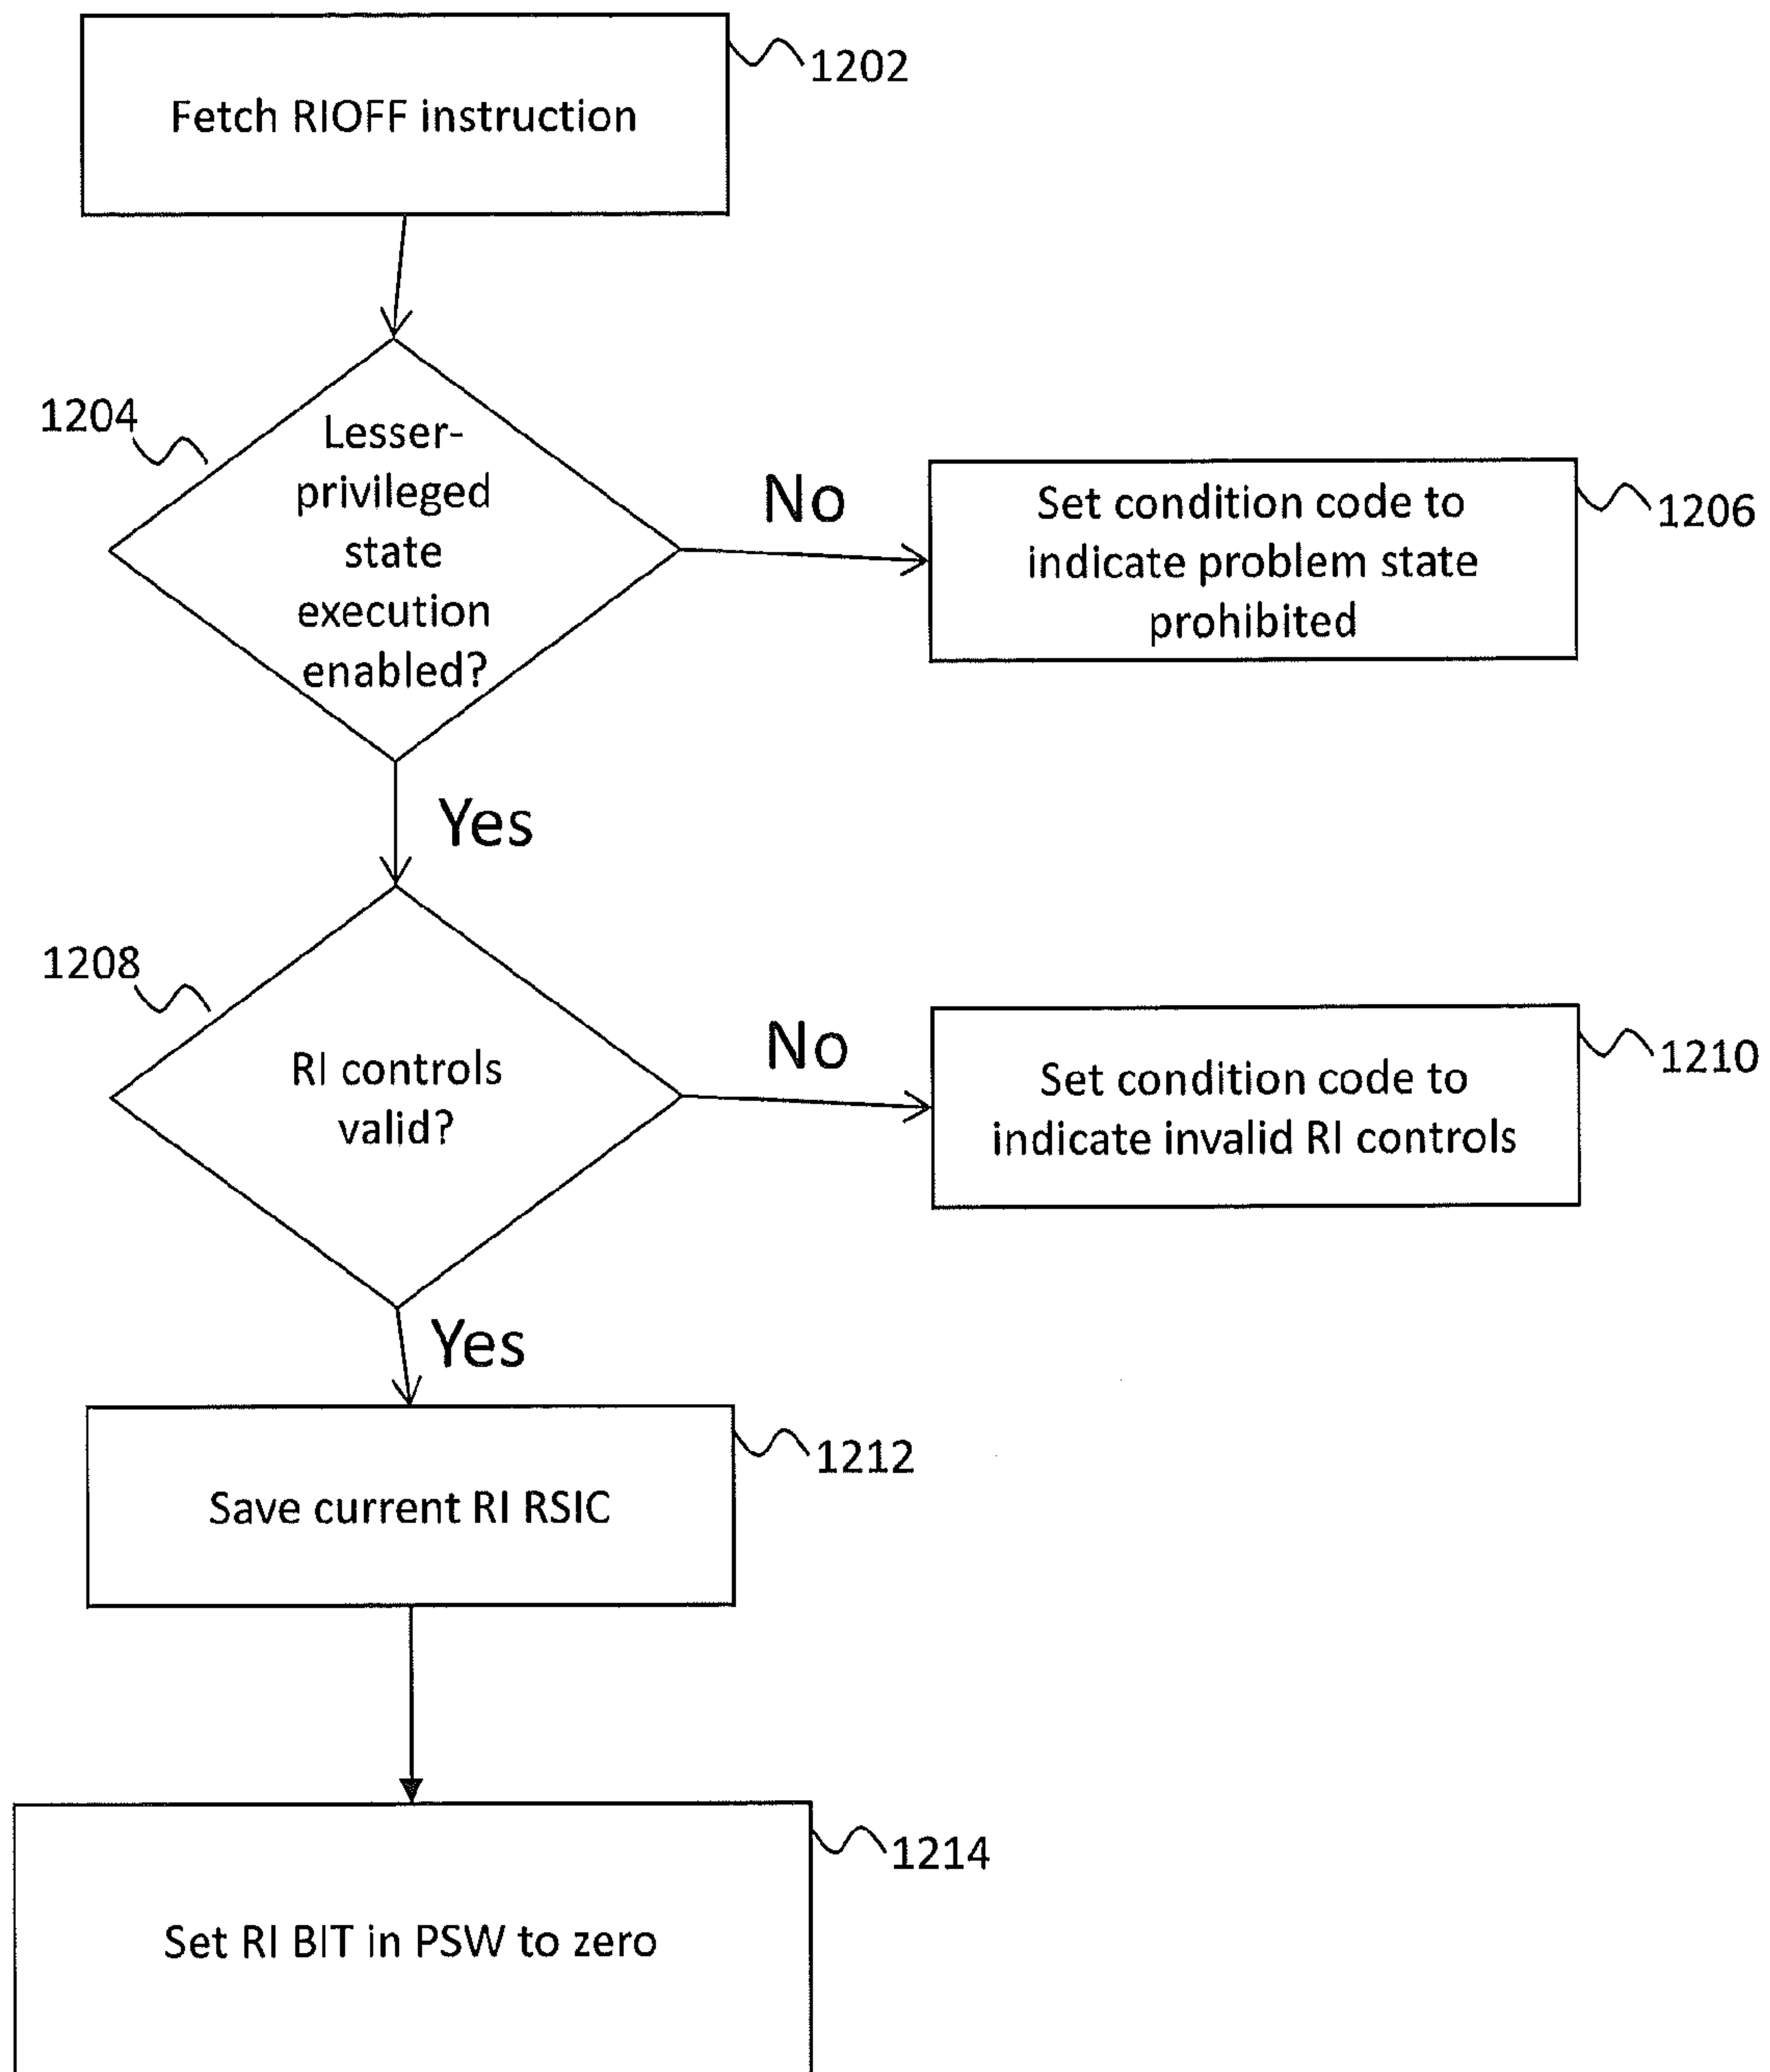 1202
Fetch RIOFF instruction
1204
Lesser-
privileged
state
execution
enabled?
No
Set condition code to
indicate problem state
prohibited
1206
Yes
1208
RI controls
valid?
No
Set condition code to
indicate invalid RI controls
1210
Yes
1212
Save current RI RSIC
1214
Set RI BIT in PSW to zero